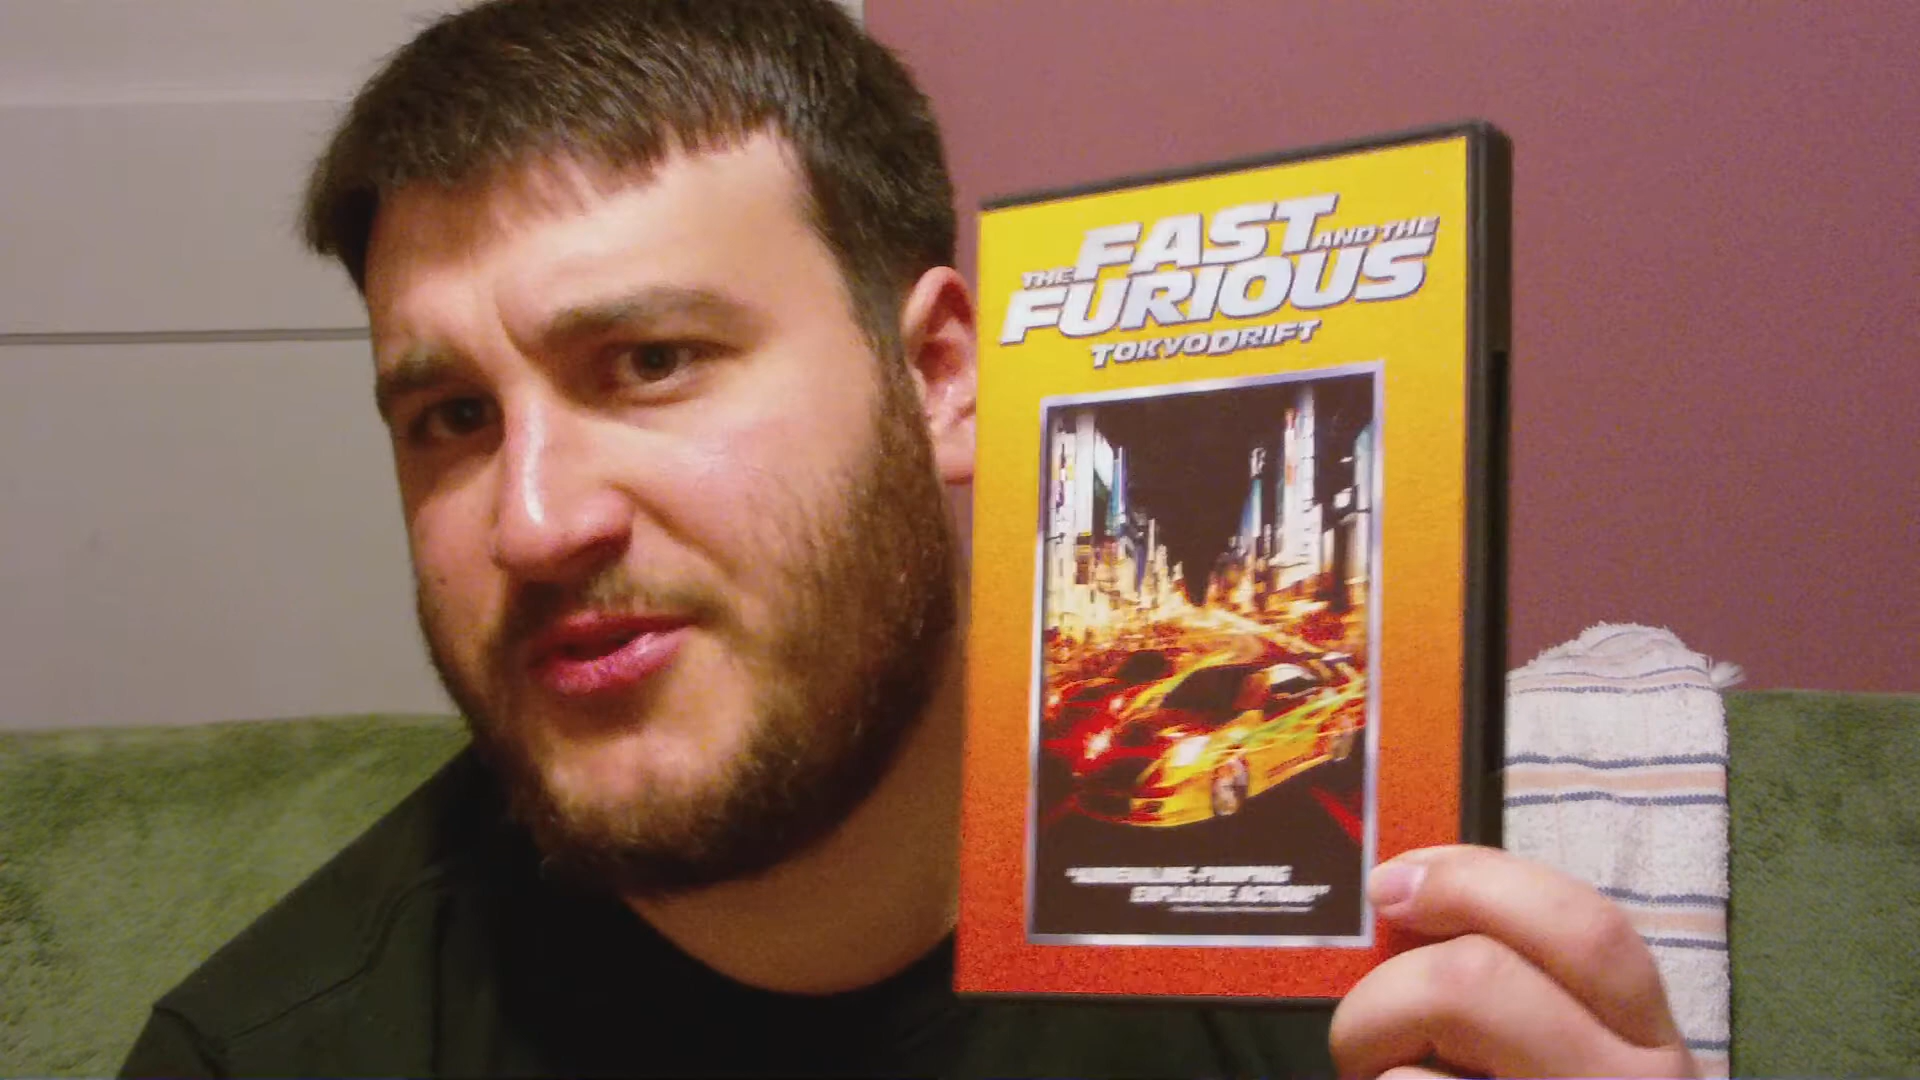 THE FAST AND THE
FURIOUS
TOKYO DRIFT
"ADRENALINE-PUMPING
EXPLOSIVE ACTION!"